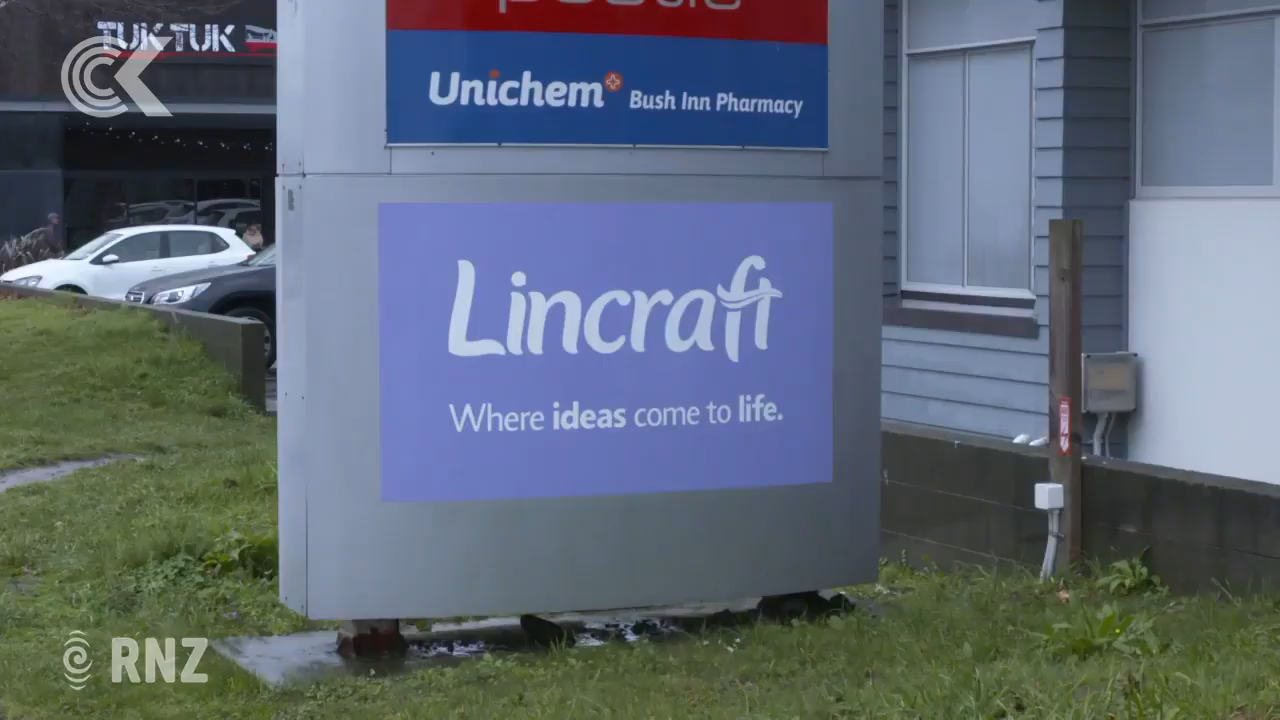 TUK TUK
Unichem
Bush Inn Pharmacy
Lincraft
Where ideas come to life.
RNZ